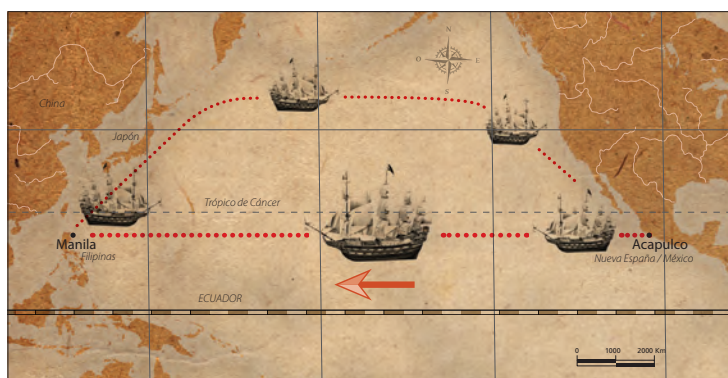 N
O E
S
China
Japón
Trópico de Cáncer
Manila
Filipinas
Acapulco
Nueva España / México
ECUADOR
0 1000 2000 Km